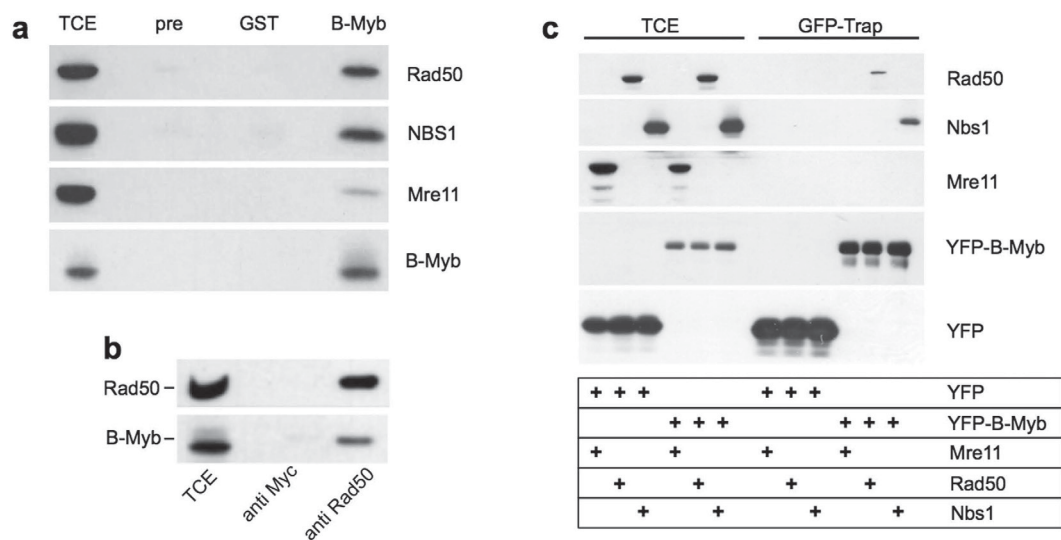 a
TCE pre GST B-Myb
Rad50
NBS1
Mre11
B-Myb
b
Rad50
B-Myb
TCE anti Myc anti Rad50
c
TCE GFP-Trap
Rad50
Nbs1
Mre11
YFP-B-Myb
YFP
+ + + + + + YFP
+ + + + + + YFP-B-Myb
+ + + + Mre11
+ + + + Rad50
+ + + + Nbs1